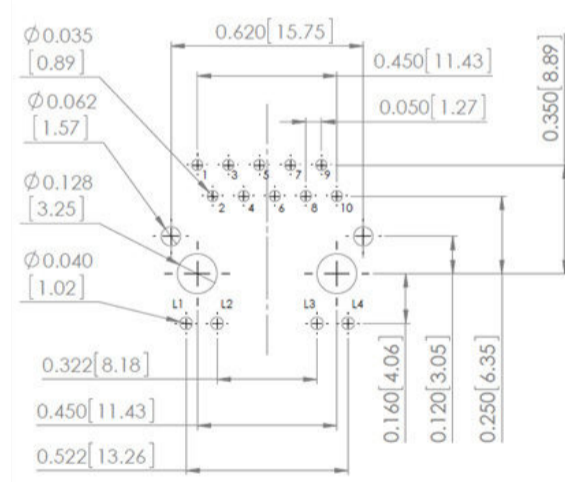 Ø0.035
[0.89]
0.620[15.75]
0.450[11.43]
0.050[1.27]
0.350[8.89]
Ø0.062
[1.57]
1 3 5 7 9
2 4 6 8 10
Ø0.128
[3.25]
Ø0.040
[1.02]
L1 L2 L3 L4
0.322[8.18]
0.450[11.43]
0.522[13.26]
0.160[4.06]
0.120[3.05]
0.250[6.35]